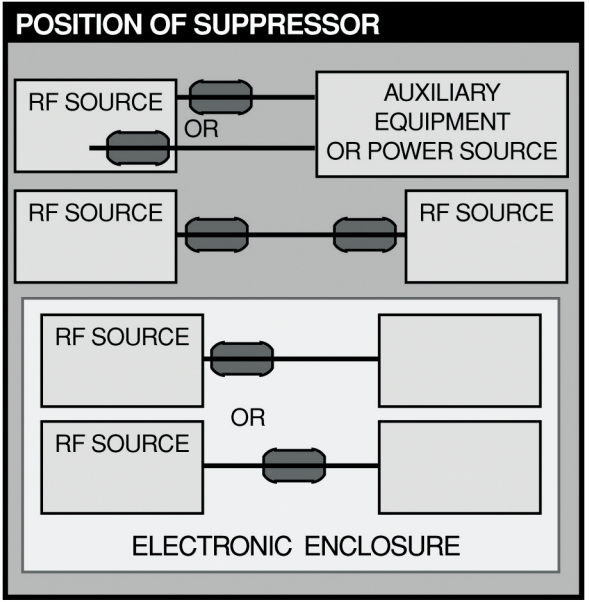 POSITION OF SUPPRESSOR
RF SOURCE
OR
AUXILIARY
EQUIPMENT
OR POWER SOURCE
RF SOURCE
RF SOURCE
RF SOURCE
OR
RF SOURCE
ELECTRONIC ENCLOSURE